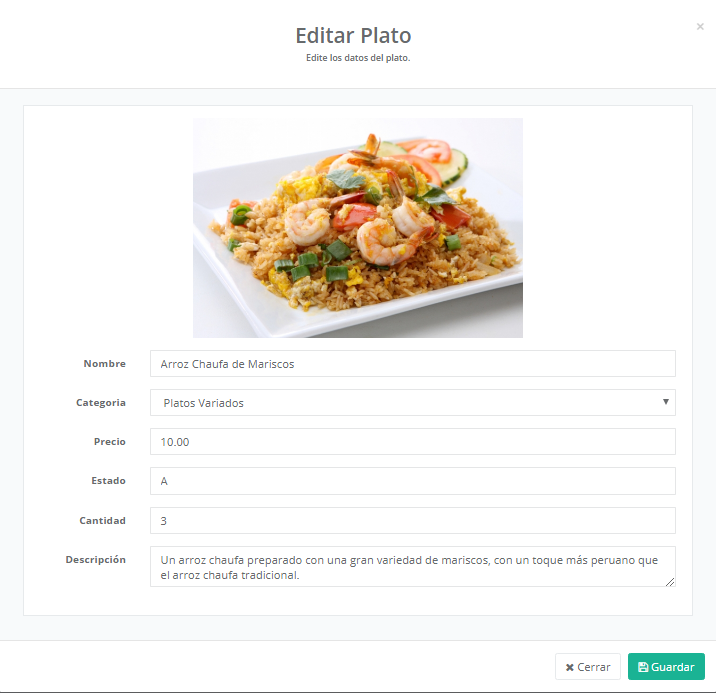 Editar Plato
×
Edite los datos del plato.
Nombre
Arroz Chaufa de Mariscos
Categoria
Platos Variados
Precio
10.00
Estado
A
Cantidad
3
Descripción
Un arroz chaufa preparado con una gran variedad de mariscos, con un toque más peruano que
el arroz chaufa tradicional.
Cerrar
Guardar